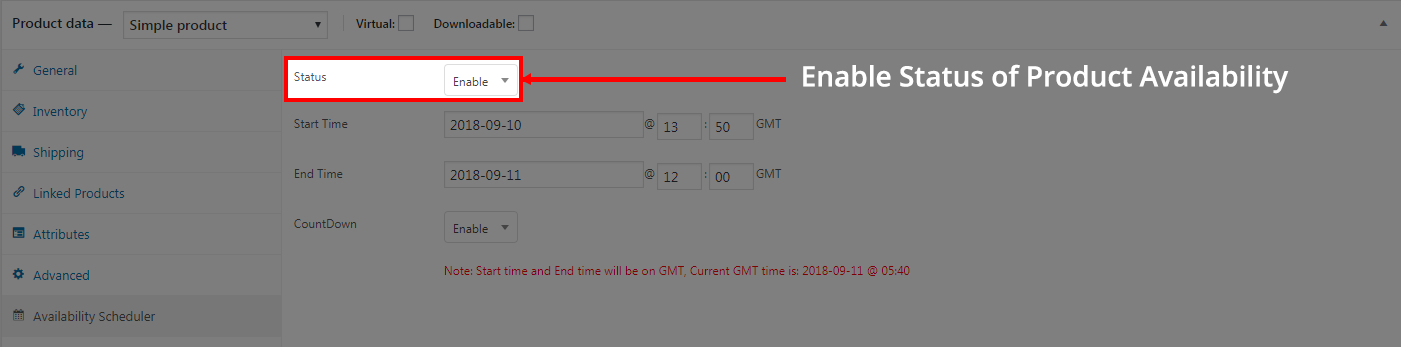 Product data — Simple product Virtual: Downloadable:
General
Inventory
Shipping
Linked Products
Attributes
Advanced
Availability Scheduler
Status Enable
Enable Status of Product Availability
Start Time 2018-09-10 @ 13 : 50 GMT
End Time 2018-09-11 @ 12 : 00 GMT
CountDown Enable
Note: Start time and End time will be on GMT, Current GMT time is: 2018-09-11 @ 05:40